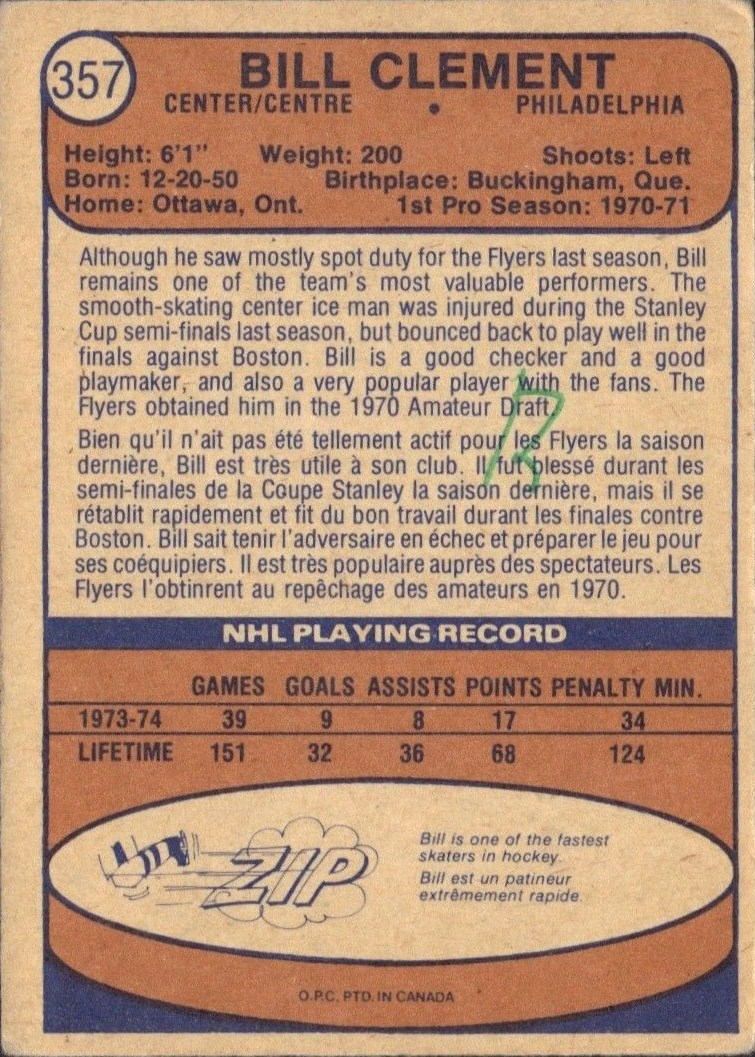 357
BILL CLEMENT
CENTER/CENTRE • PHILADELPHIA
Height: 6'1" Weight: 200 Shoots: Left
Born: 12-20-50 Birthplace: Buckingham, Que.
Home: Ottawa, Ont. 1st Pro Season: 1970-71
Although he saw mostly spot duty for the Flyers last season, Bill
remains one of the team's most valuable performers. The
smooth-skating center ice man was injured during the Stanley
Cup semi-finals last season, but bounced back to play well in the
finals against Boston. Bill is a good checker and a good
playmaker, and also a very popular player with the fans. The
Flyers obtained him in the 1970 Amateur Draft.
Bien qu'il n'ait pas été tellement actif pour les Flyers la saison
dernière, Bill est très utile à son club. Il fut blessé durant les
semi-finales de la Coupe Stanley la saison dernière, mais il se
rétablit rapidement et fit du bon travail durant les finales contre
Boston. Bill sait tenir l'adversaire en échec et préparer le jeu pour
ses coéquipiers. Il est très populaire auprès des spectateurs. Les
Flyers l'obtinrent au repêchage des amateurs en 1970.
NHL PLAYING RECORD
GAMES GOALS ASSISTS POINTS PENALTY MIN.
1973-74 39 9 8 17 34
LIFETIME 151 32 36 68 124
ZIP
Bill is one of the fastest
skaters in hockey.
Bill est un patineur
extrêmement rapide.
O.P.C. PTD. IN CANADA